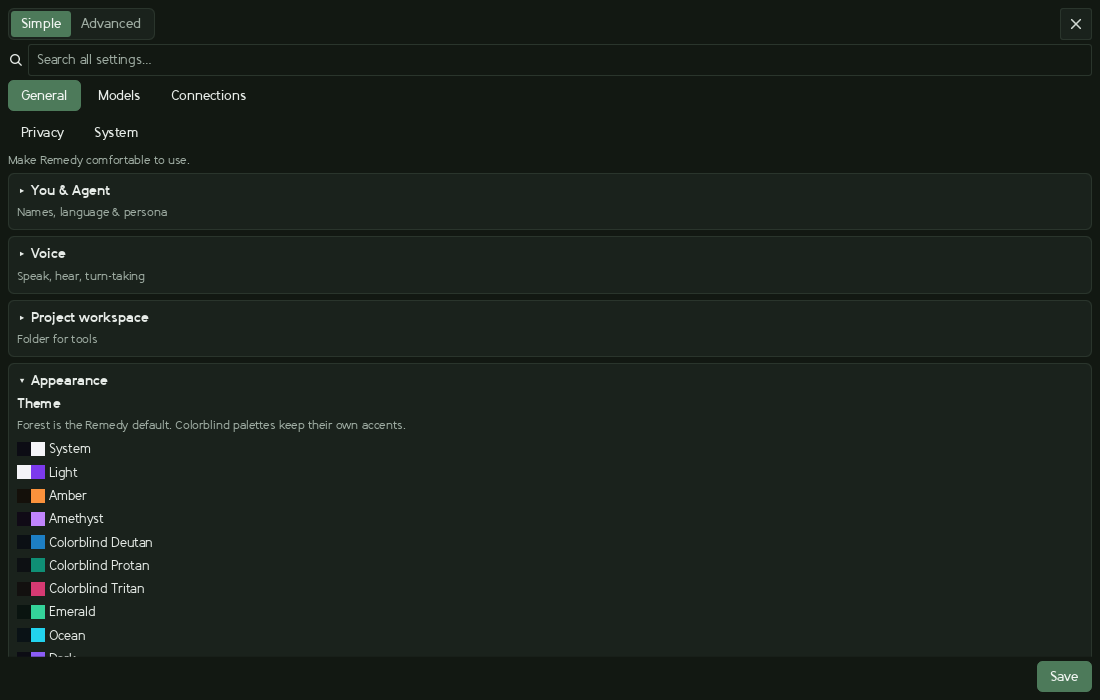 Simple Advanced
Search all settings...
General Models Connections
Privacy System
Make Remedy comfortable to use.
You & Agent
Names, language & persona
Voice
Speak, hear, turn-taking
Project workspace
Folder for tools
Appearance
Theme
Forest is the Remedy default. Colorblind palettes keep their own accents.
System
Light
Amber
Amethyst
Colorblind Deutan
Colorblind Protan
Colorblind Tritan
Emerald
Ocean
Save